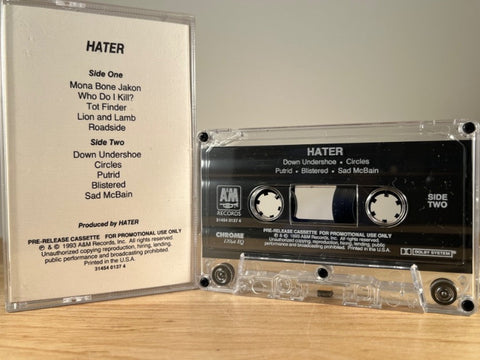 HATER
Side One
Mona Bone Jakon
Who Do I Kill?
Tot Finder
Lion and Lamb
Roadside
Side Two
Down Undershoe
Circles
Putrid
Blistered
Sad McBain
Produced by HATER
PRE-RELEASE CASSETTE FOR PROMOTIONAL USE ONLY
℗ © 1993 A&M Records, Inc. All rights reserved.
Unauthorized copying, reproduction, hiring, lending,
public performance and broadcasting prohibited.
Printed in the U.S.A.
31454 0137 4
HATER
Down Undershoe • Circles
Putrid • Blistered • Sad McBain
A&M
RECORDS
31454 0137 4
SIDE
TWO
CHROME
120µs EQ
PRE-RELEASE CASSETTE FOR PROMOTIONAL USE ONLY
℗ © 1993 A&M Records, Inc. All rights reserved.
Unauthorized copying, reproduction, hiring, lending,
public performance and broadcasting prohibited.
Printed in the U.S.A.
DOLBY SYSTEM